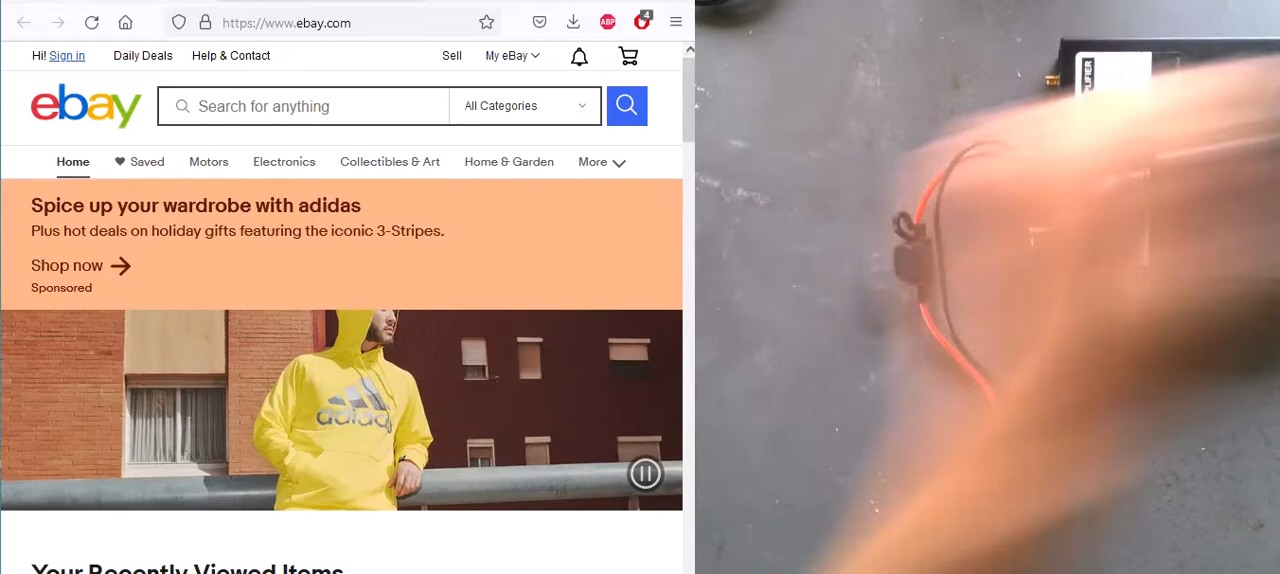 https://www.ebay.com
ABP
4
Hi! Sign in
Daily Deals
Help & Contact
Sell
My eBay
ebay
Search for anything
All Categories
Home
Saved
Motors
Electronics
Collectibles & Art
Home & Garden
More
Spice up your wardrobe with adidas
Plus hot deals on holiday gifts featuring the iconic 3-Stripes.
Shop now
Sponsored
adidas
Your Recently Viewed Items